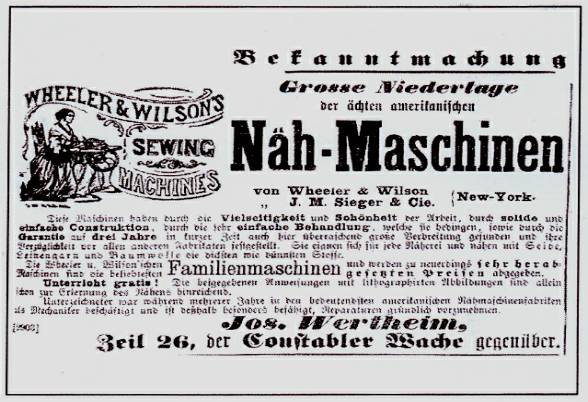 Bekanntmachung
Grosse Niederlage
der ächten amerikanischen
WHEELER & WILSON'S
SEWING
MACHINES
Näh-Maschinen
von Wheeler & Wilson
„ J. M. Sieger & Cie.
New-York.
Diese Maschinen haben durch die Vielseitigkeit und Schönheit der Arbeit, durch solide und
einfache Construktion, durch die sehr einfache Behandlung, welche sie bedingen, sowie durch die
Garantie auf drei Jahre in kurzer Zeit auch hier überraschend große Verbreitung gefunden und ihre
Vorzüglichkeit vor allen anderen Fabrikaten festgestellt. Sie eignen sich für jede Näherei und nähen mit Seide,
Leinengarn und Baumwolle die dicksten wie dünnsten Stoffe.
Die Wheeler u. Wilson'schen Familienmaschinen und werden zu neuerdings sehr herab-
Maschinen sind die beliebtesten gesetzten Preisen abgegeben.
Unterricht gratis! Die beigegebenen Anweisungen mit lithographirten Abbildungen sind allein
schon zur Erlernung des Nähens hinreichend.
Unterzeichneter war während mehrerer Jahre in den bedeutendsten amerikanischen Nähmaschinenfabriken
als Mechaniker beschäftigt und ist deßhalb besonders befähigt, Reparaturen gründlich vorzunehmen.
[2903]
Jos. Wertheim,
Zeil 26, der Constabler Wache gegenüber.